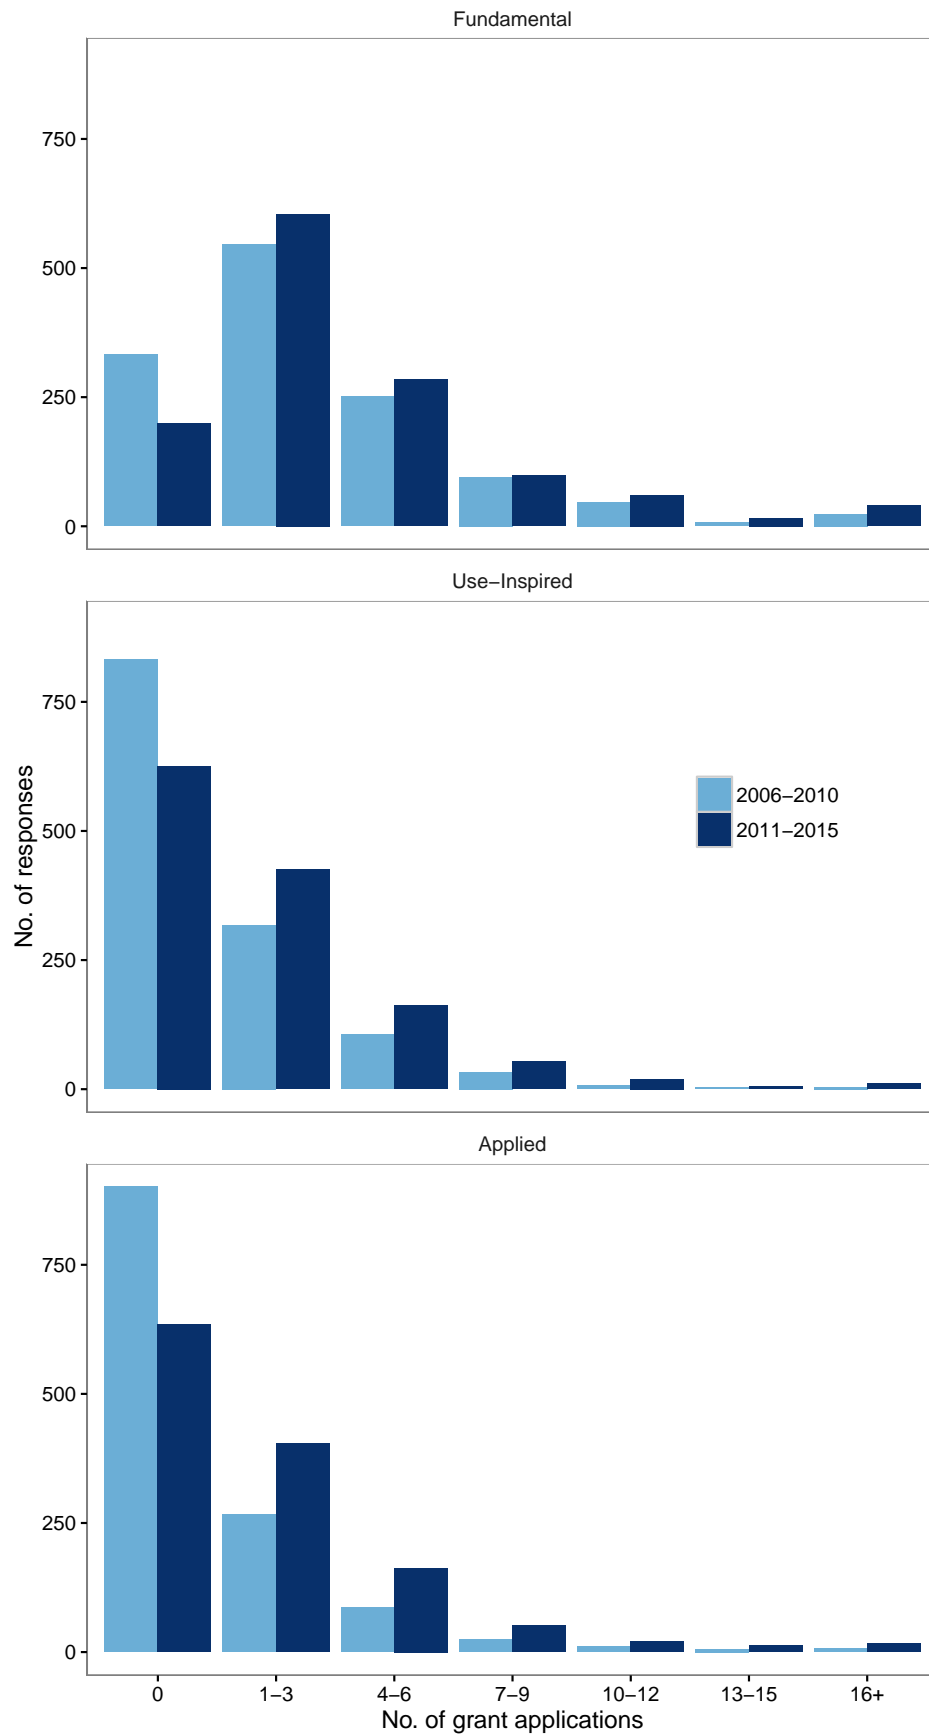 Fundamental
750
500
250
0
Use−Inspired
750
500
250
0
2006−2010
2011−2015
No. of responses
Applied
750
500
250
0
0 1−3 4−6 7−9 10−12 13−15 16+
No. of grant applications